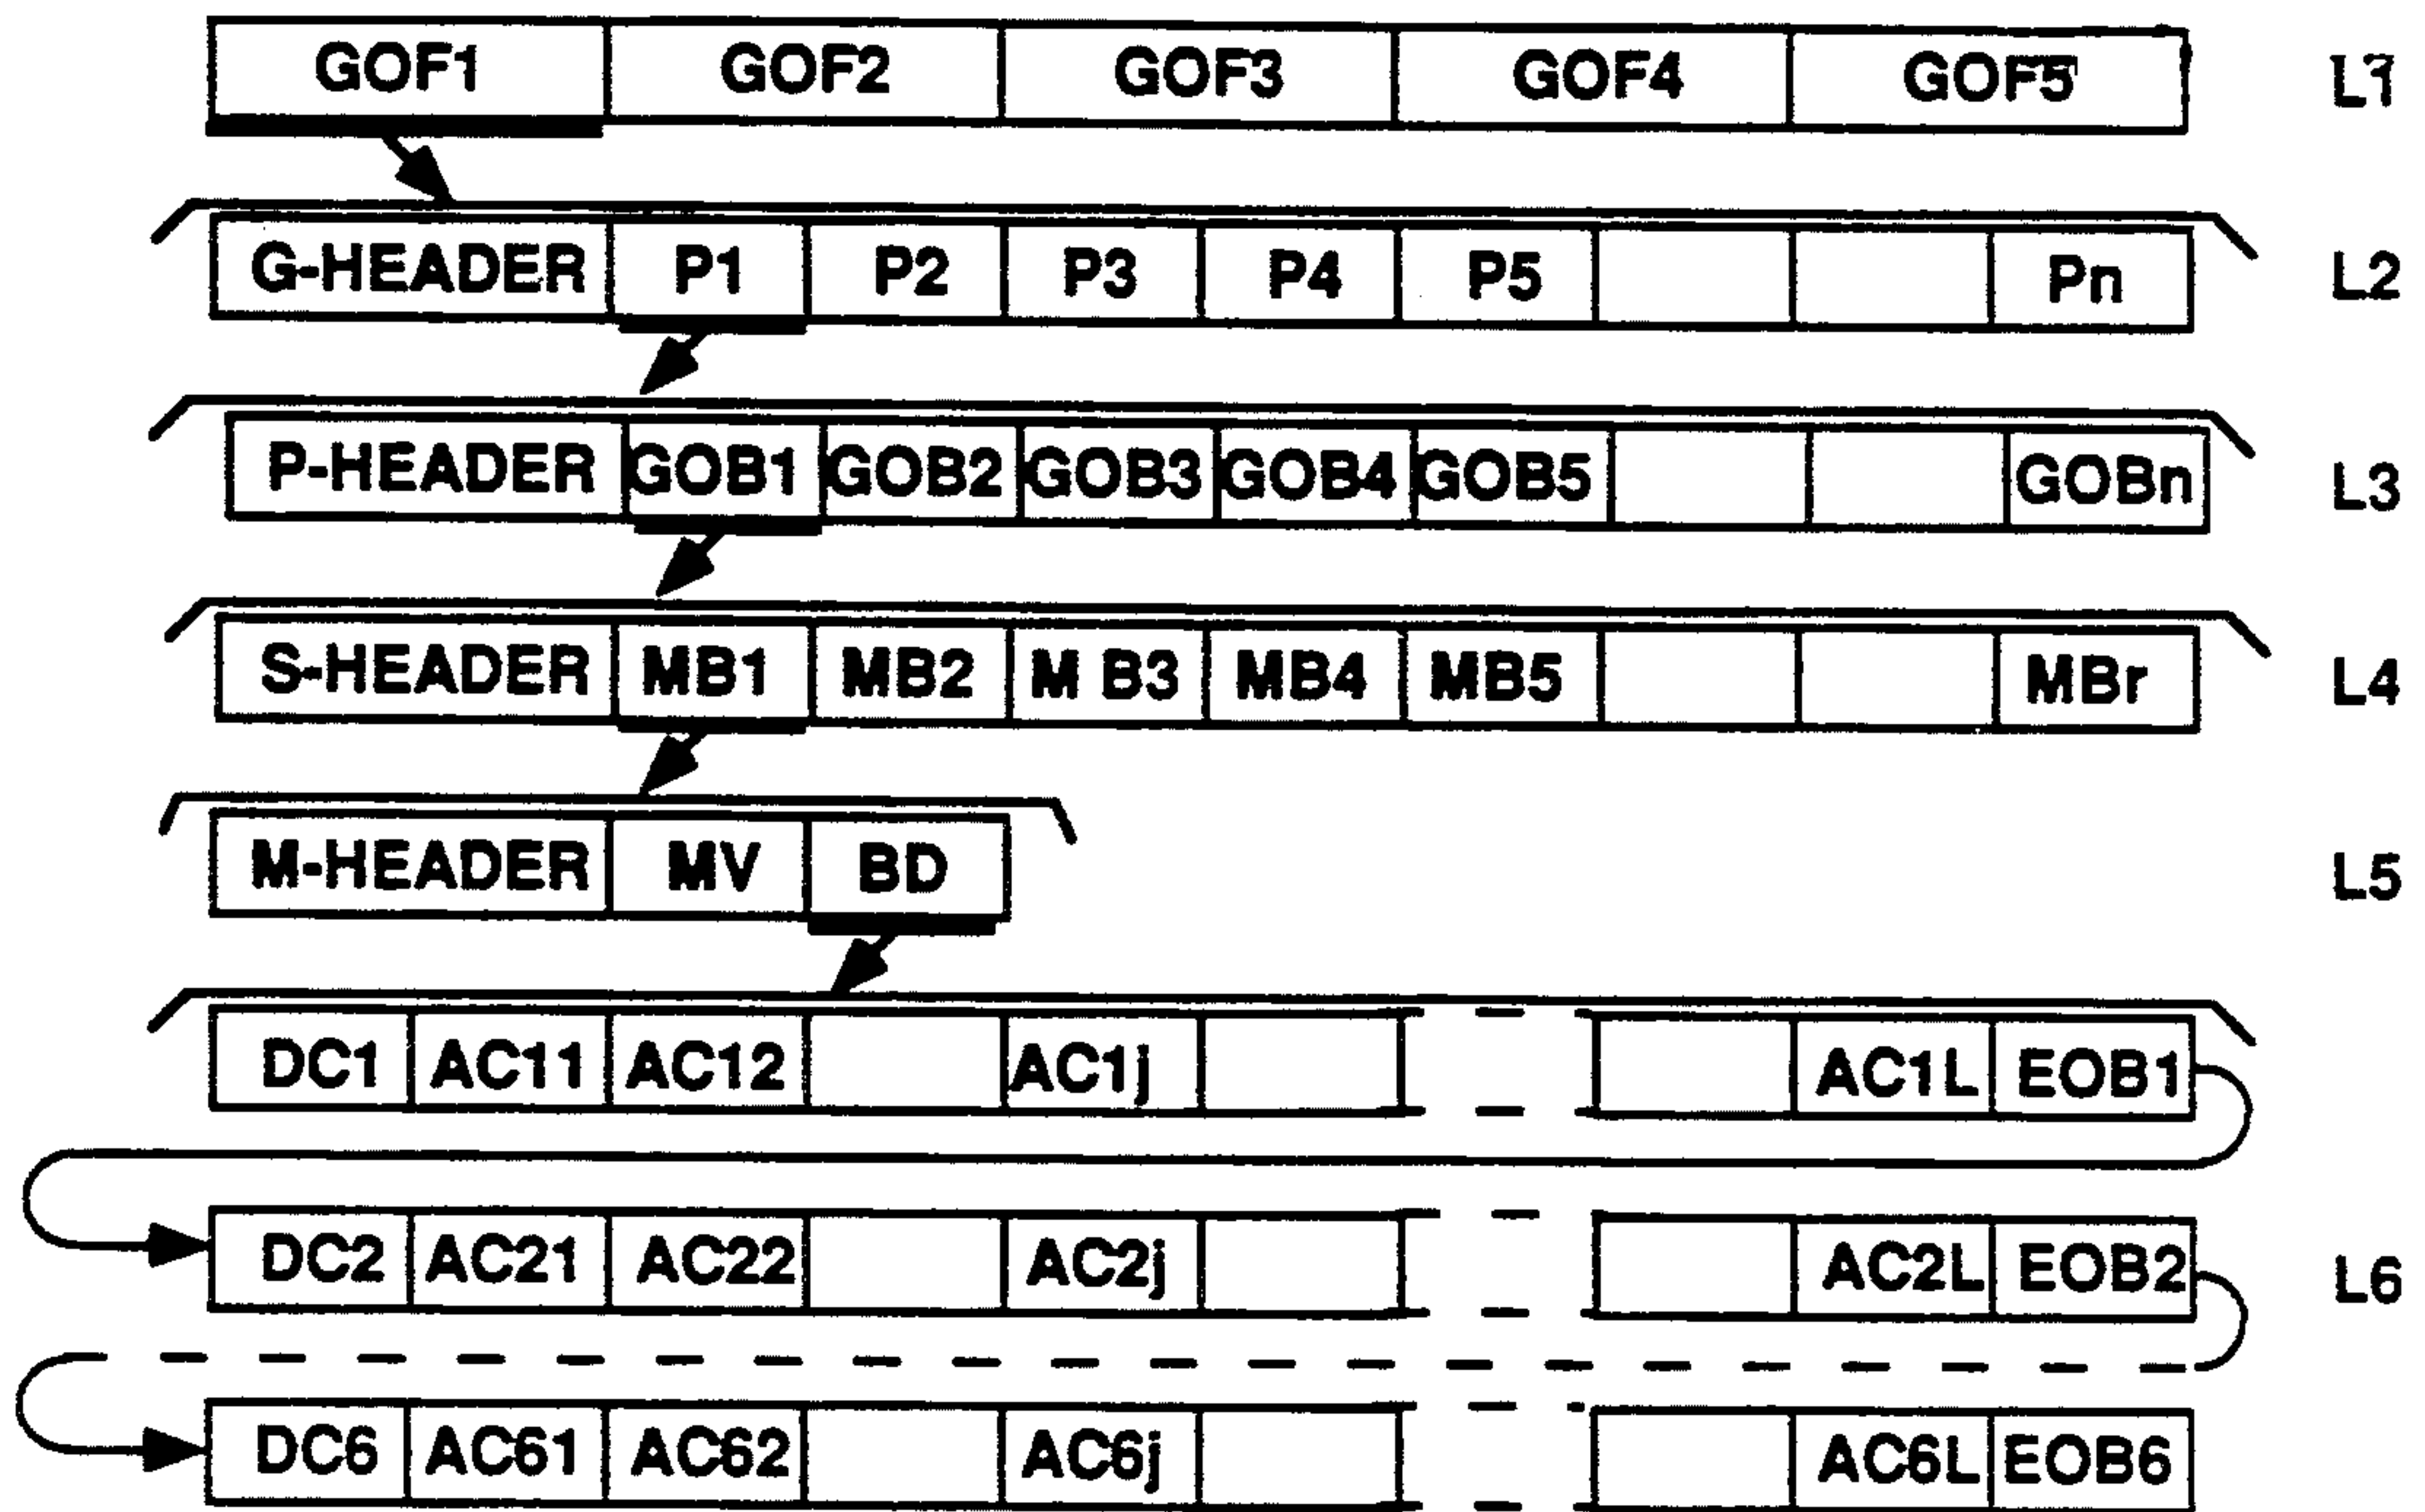 GOF1 GOF2 GOF3 GOF4 GOF5 L1
G-HEADER P1 P2 P3 P4 P5 Pn L2
P-HEADER GOB1 GOB2 GOB3 GOB4 GOB5 GOBn L3
S-HEADER MB1 MB2 M B3 MB4 MB5 MBr L4
M-HEADER MV BD L5
DC1 AC11 AC12 AC1j AC1L EOB1
DC2 AC21 AC22 AC2j AC2L EOB2 L6
DC6 AC61 AC62 AC6j AC6L EOB6